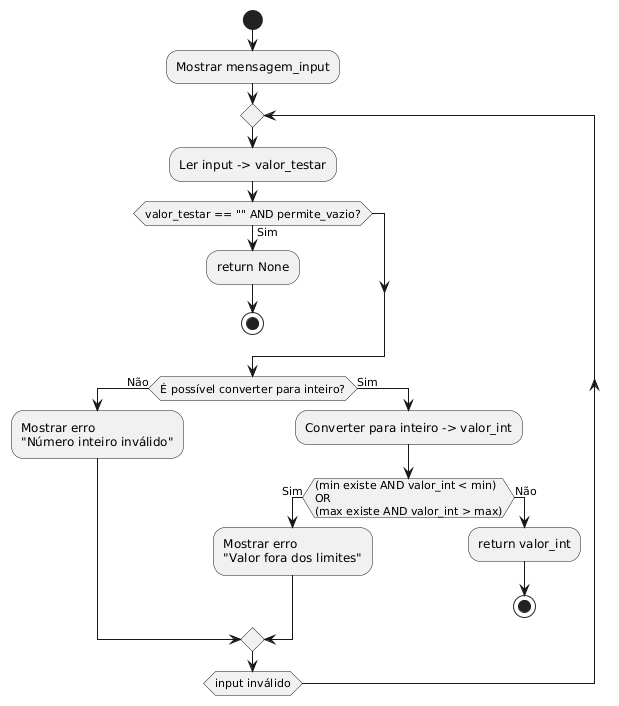 Mostrar mensagem_input
Ler input -> valor_testar
valor_testar == "" AND permite_vazio?
Sim
return None
É possível converter para inteiro?
Não
Sim
Mostrar erro
"Número inteiro inválido"
Converter para inteiro -> valor_int
(min existe AND valor_int < min)
OR
(max existe AND valor_int > max)
Sim
Não
Mostrar erro
"Valor fora dos limites"
return valor_int
input inválido